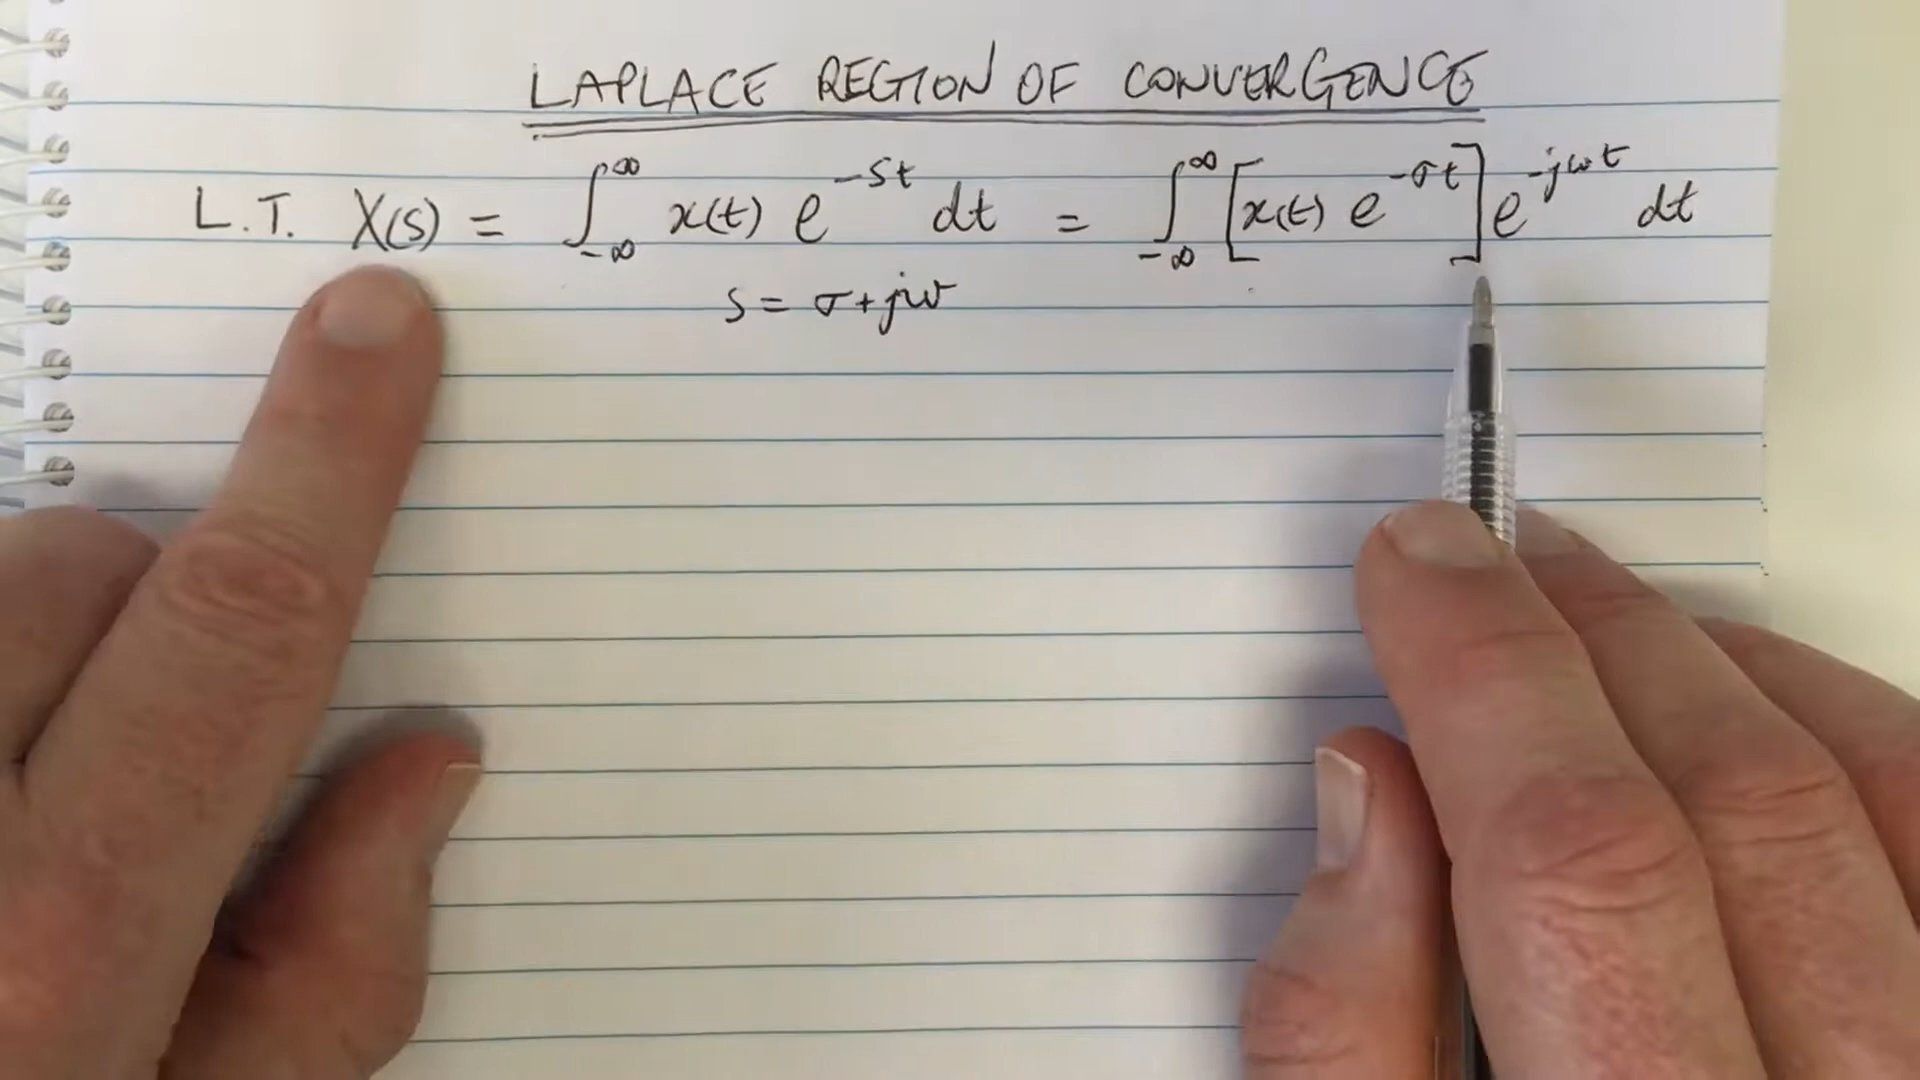 LAPLACE REGION OF CONVERGENCE
L.T. X(s) = ∫_{-∞}^{∞} x(t) e^{-st} dt = ∫_{-∞}^{∞} [x(t) e^{-σt}] e^{-jωt} dt
s = σ + jω